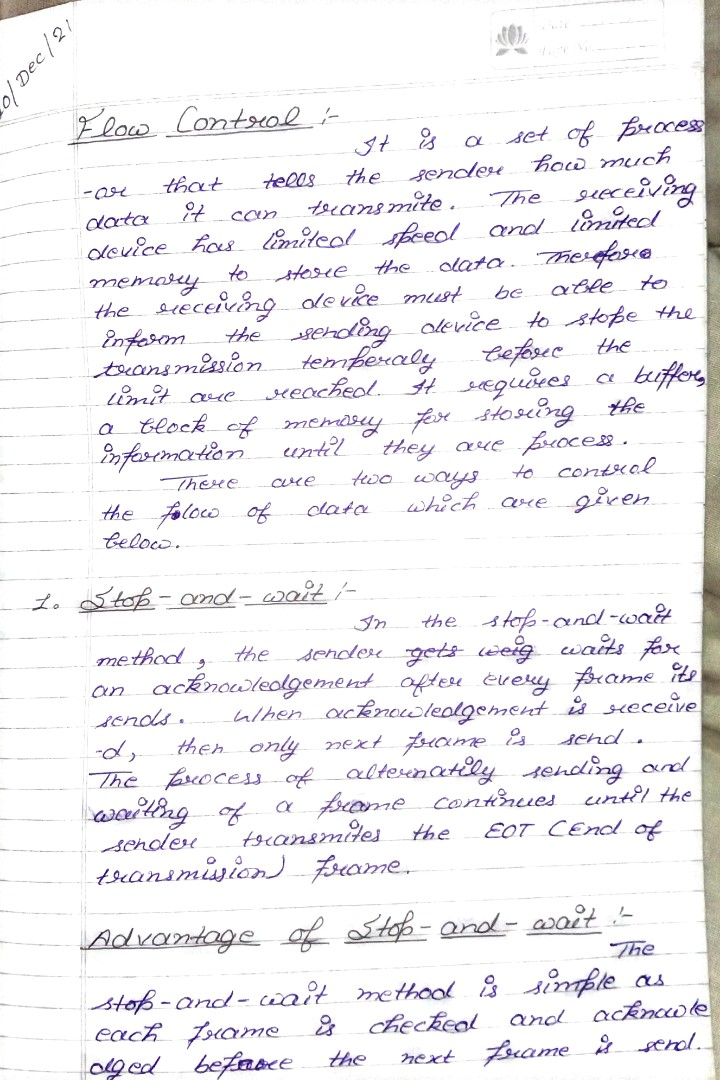 10/Dec/21
Flow Control :-
It is a set of process
-are that tells the sender how much
data it can transmite. The receiving
device has limited speed and limited
memory to store the data. Therefore
the receiving device must be able to
inform the sending device to stope the
transmission temperaly before the
limit are reached. It requires a buffer,
a block of memory for storing the
information until they are process.
There are two ways to control
the folow of data which are given
below.
1. Stop-and-wait :-
In the stop-and-wait
method, the sender gets weig waits for
an acknowledgement after every frame its
sends. When acknowledgement is receive
-d, then only next frame is send.
The process of alternatily sending and
waiting of a frame continues until the
sender transmites the EOT (End of
transmission) frame.
Advantage of Stop-and-wait :-
The
stop-and-wait method is simple as
each frame is checked and acknowle
dged before the next frame is send.